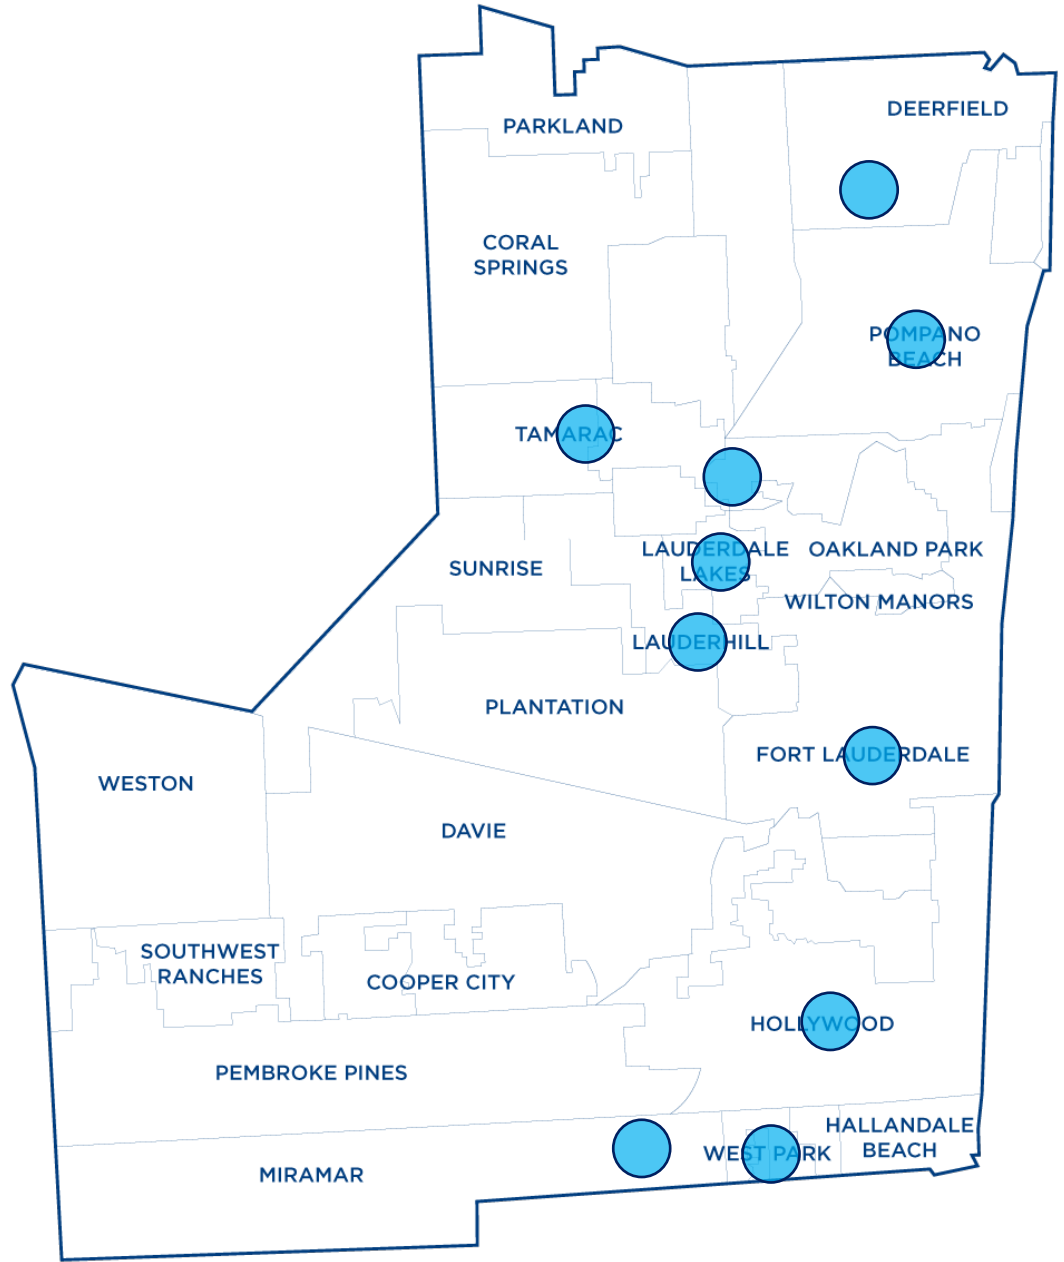 DEERFIELD
PARKLAND
CORAL
SPRINGS
POMPANO
BEACH
TAMARAC
LAUDERDALE
LAKES
OAKLAND PARK
SUNRISE
WILTON MANORS
LAUDERHILL
PLANTATION
FORT LAUDERDALE
WESTON
DAVIE
SOUTHWEST
RANCHES
COOPER CITY
HOLLYWOOD
PEMBROKE PINES
HALLANDALE
BEACH
WEST PARK
MIRAMAR